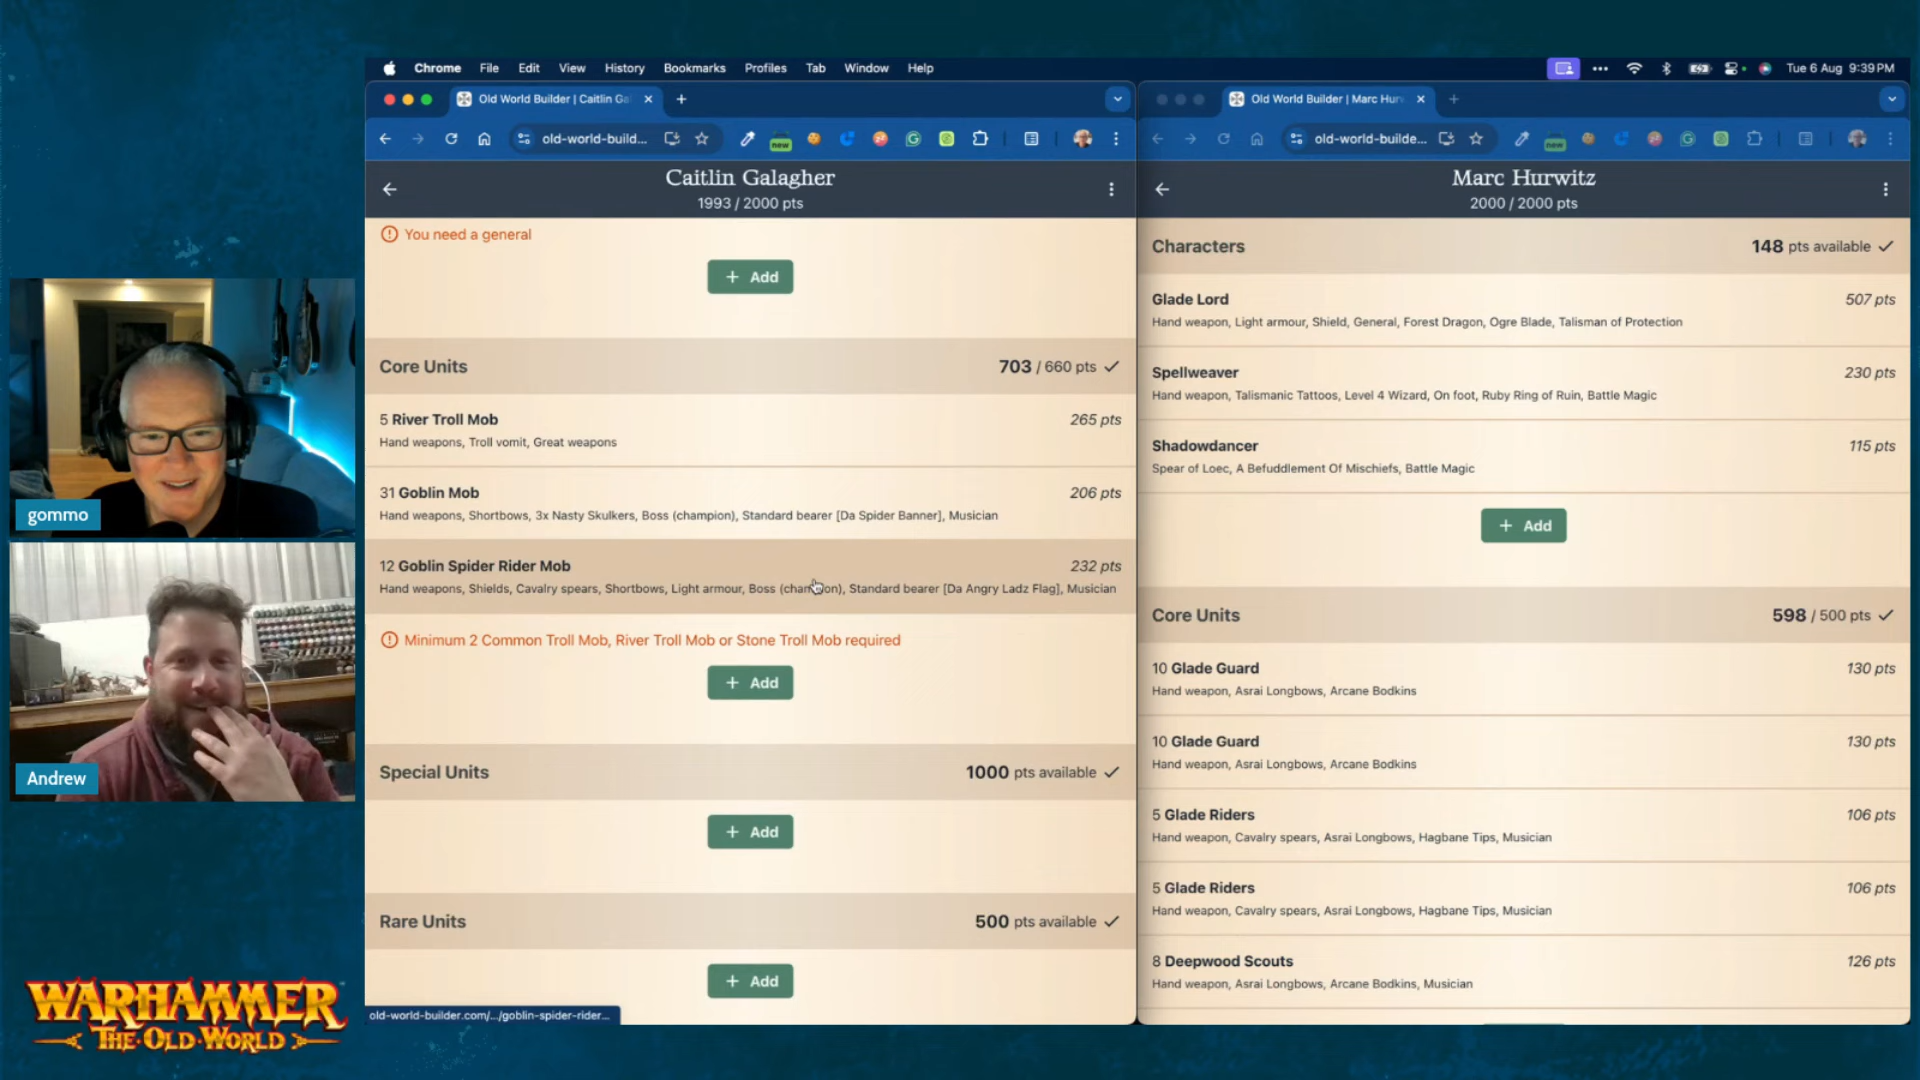 Chrome File Edit View History Bookmarks Profiles Tab Window Help
Tue 6 Aug 9:39 PM
Old World Builder | Caitlin Ga
Old World Builder | Marc Hur
old-world-build...
new
old-world-builde...
new
Caitlin Galagher
1993 / 2000 pts
You need a general
+ Add
Core Units 703 / 660 pts
5 River Troll Mob 265 pts
Hand weapons, Troll vomit, Great weapons
31 Goblin Mob 206 pts
Hand weapons, Shortbows, 3x Nasty Skulkers, Boss (champion), Standard bearer [Da Spider Banner], Musician
12 Goblin Spider Rider Mob 232 pts
Hand weapons, Shields, Cavalry spears, Shortbows, Light armour, Boss (champion), Standard bearer [Da Angry Ladz Flag], Musician
Minimum 2 Common Troll Mob, River Troll Mob or Stone Troll Mob required
+ Add
Special Units 1000 pts available
+ Add
Rare Units 500 pts available
+ Add
old-world-builder.com/.../goblin-spider-rider...
Marc Hurwitz
2000 / 2000 pts
Characters 148 pts available
Glade Lord 507 pts
Hand weapon, Light armour, Shield, General, Forest Dragon, Ogre Blade, Talisman of Protection
Spellweaver 230 pts
Hand weapon, Talismanic Tattoos, Level 4 Wizard, On foot, Ruby Ring of Ruin, Battle Magic
Shadowdancer 115 pts
Spear of Loec, A Befuddlement Of Mischiefs, Battle Magic
+ Add
Core Units 598 / 500 pts
10 Glade Guard 130 pts
Hand weapon, Asrai Longbows, Arcane Bodkins
10 Glade Guard 130 pts
Hand weapon, Asrai Longbows, Arcane Bodkins
5 Glade Riders 106 pts
Hand weapon, Cavalry spears, Asrai Longbows, Hagbane Tips, Musician
5 Glade Riders 106 pts
Hand weapon, Cavalry spears, Asrai Longbows, Hagbane Tips, Musician
8 Deepwood Scouts 126 pts
Hand weapon, Asrai Longbows, Arcane Bodkins, Musician
gommo
Andrew
WARHAMMER
THE OLD WORLD